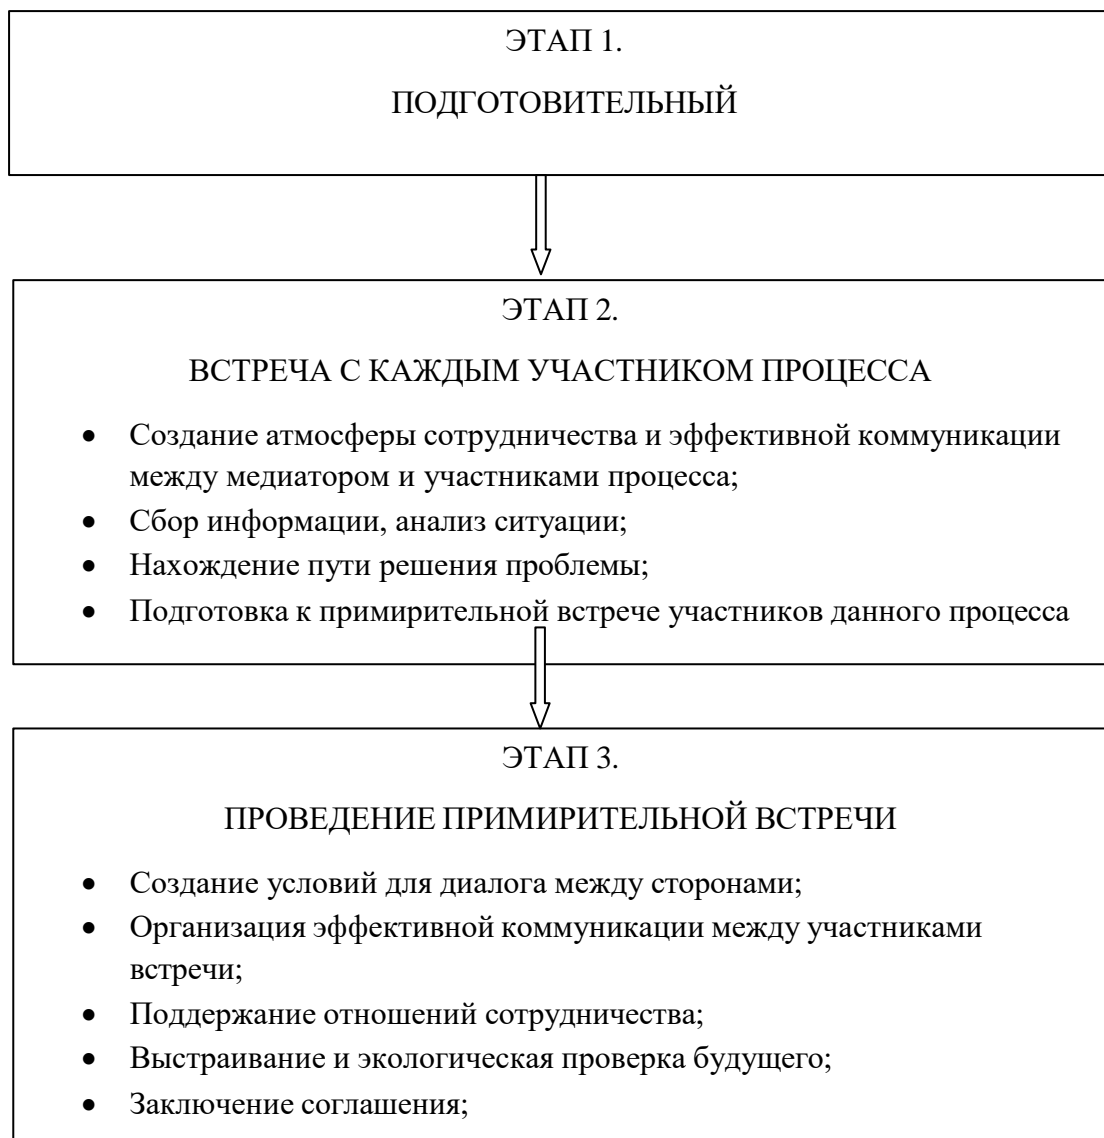 ЭТАП 1.
ПОДГОТОВИТЕЛЬНЫЙ
ЭТАП 2.
ВСТРЕЧА С КАЖДЫМ УЧАСТНИКОМ ПРОЦЕССА
• Создание атмосферы сотрудничества и эффективной коммуникации
между медиатором и участниками процесса;
• Сбор информации, анализ ситуации;
• Нахождение пути решения проблемы;
• Подготовка к примирительной встрече участников данного процесса
ЭТАП 3.
ПРОВЕДЕНИЕ ПРИМИРИТЕЛЬНОЙ ВСТРЕЧИ
• Создание условий для диалога между сторонами;
• Организация эффективной коммуникации между участниками
встречи;
• Поддержание отношений сотрудничества;
• Выстраивание и экологическая проверка будущего;
• Заключение соглашения;